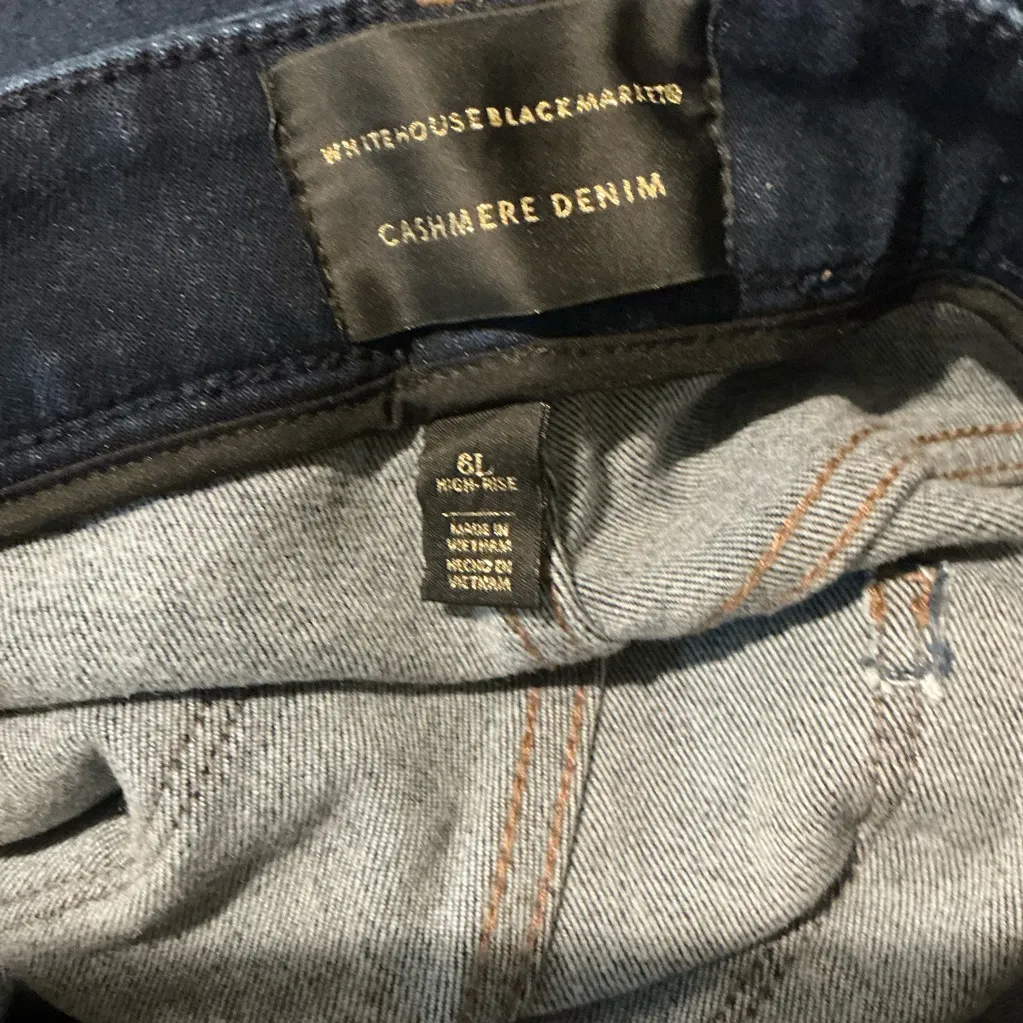 WHITEHOUSEBLACKMARKET®
CASHMERE DENIM
6L
HIGH-RISE
MADE IN
VIETNAM
HECHO EN
VIETNAM